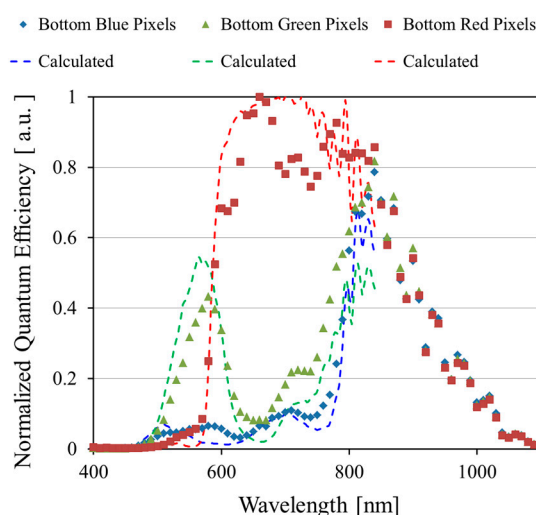 Bottom Blue Pixels Bottom Green Pixels Bottom Red Pixels
Calculated Calculated Calculated
Normalized Quantum Efficiency [ a.u. ]
1
0.8
0.6
0.4
0.2
0
400 600 800 1000
Wavelength [nm]